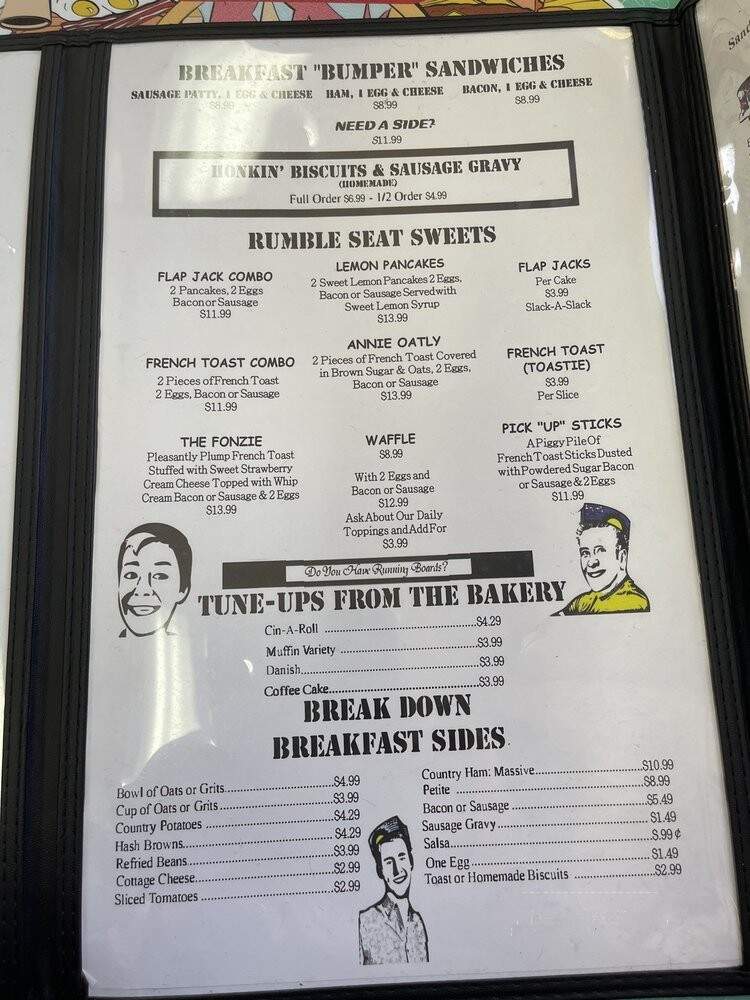 BREAKFAST "BUMPER" SANDWICHES
SAUSAGE PATTY, 1 EGG & CHEESE HAM, 1 EGG & CHEESE BACON, 1 EGG & CHEESE
$8.99 $8.99 $8.99
NEED A SIDE?
$11.99
HONKIN' BISCUITS & SAUSAGE GRAVY
(HOMEMADE)
Full Order $6.99 - 1/2 Order $4.99
RUMBLE SEAT SWEETS
FLAP JACK COMBO
2 Pancakes, 2 Eggs
Bacon or Sausage
$11.99
LEMON PANCAKES
2 Sweet Lemon Pancakes 2 Eggs,
Bacon or Sausage Served with
Sweet Lemon Syrup
$13.99
FLAP JACKS
Per Cake
$3.99
Slack-A-Slack
FRENCH TOAST COMBO
2 Pieces of French Toast
2 Eggs, Bacon or Sausage
$11.99
ANNIE OATLY
2 Pieces of French Toast Covered
in Brown Sugar & Oats, 2 Eggs,
Bacon or Sausage
$13.99
FRENCH TOAST
(TOASTIE)
$3.99
Per Slice
THE FONZIE
Pleasantly Plump French Toast
Stuffed with Sweet Strawberry
Cream Cheese Topped with Whip
Cream Bacon or Sausage & 2 Eggs
$13.99
WAFFLE
$8.99
With 2 Eggs and
Bacon or Sausage
$12.99
Ask About Our Daily
Toppings and Add For
$3.99
PICK "UP" STICKS
A Piggy Pile Of
French Toast Sticks Dusted
with Powdered Sugar Bacon
or Sausage & 2 Eggs
$11.99
Do You Have Running Boards?
TUNE-UPS FROM THE BAKERY
Cin-A-Roll $4.29
Muffin Variety $3.99
Danish $3.99
Coffee Cake $3.99
BREAK DOWN
BREAKFAST SIDES
Bowl of Oats or Grits $4.99
Cup of Oats or Grits $3.99
Country Potatoes $4.29
Hash Browns $4.29
Refried Beans $3.99
Cottage Cheese $2.99
Sliced Tomatoes $2.99
Country Ham: Massive $10.99
Petite $8.99
Bacon or Sausage $5.49
Sausage Gravy $1.49
Salsa $.99 ¢
One Egg $1.49
Toast or Homemade Biscuits $2.99